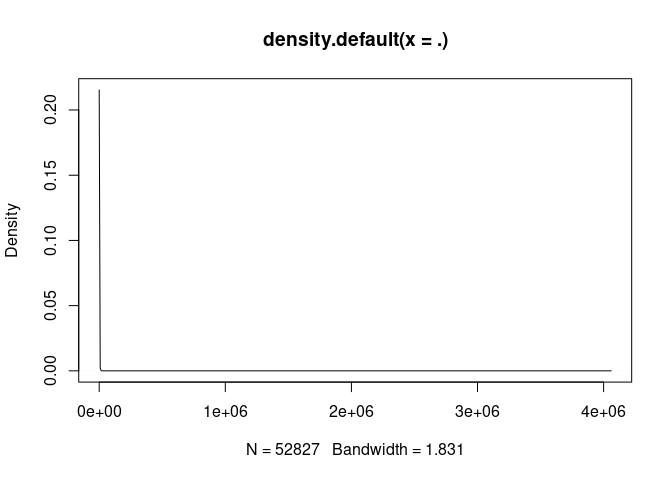 density.default(x = .)
Density
0.20
0.15
0.10
0.05
0.00
0e+00 1e+06 2e+06 3e+06 4e+06
N = 52827 Bandwidth = 1.831